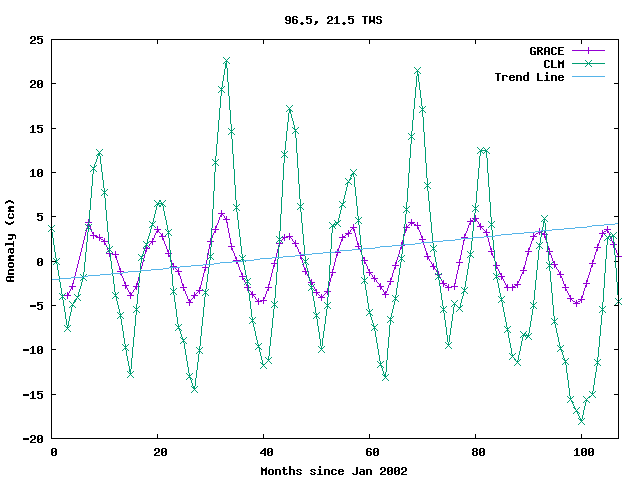 96.5, 21.5 TWS
GRACE
CLM
Trend Line
25
20
15
10
5
0
-5
-10
-15
-20
Anomaly (cm)
0 20 40 60 80 100
Months since Jan 2002